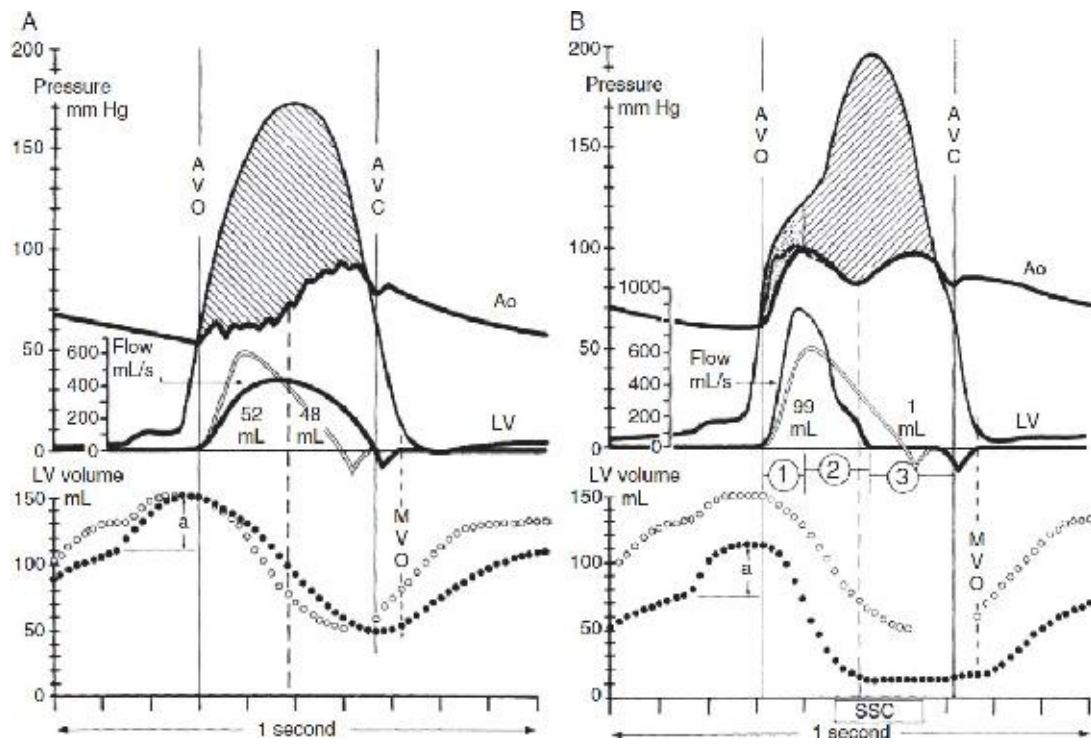 A
200
Pressure
mm Hg
150
A
V
O
A
V
C
100
Ao
50
600
Flow
mL/s
400
200
52
mL
48
mL
LV
0
0
LV volume
mL
150
a
M
V
O
100
50
0
1 second
B
200
Pressure
mm Hg
150
A
V
O
A
V
C
100
Ao
1000
800
50
600
Flow
mL/s
400
200
99
mL
1
mL
LV
0
0
1
2
3
LV volume
mL
150
a
M
V
O
100
50
0
SSC
1 second